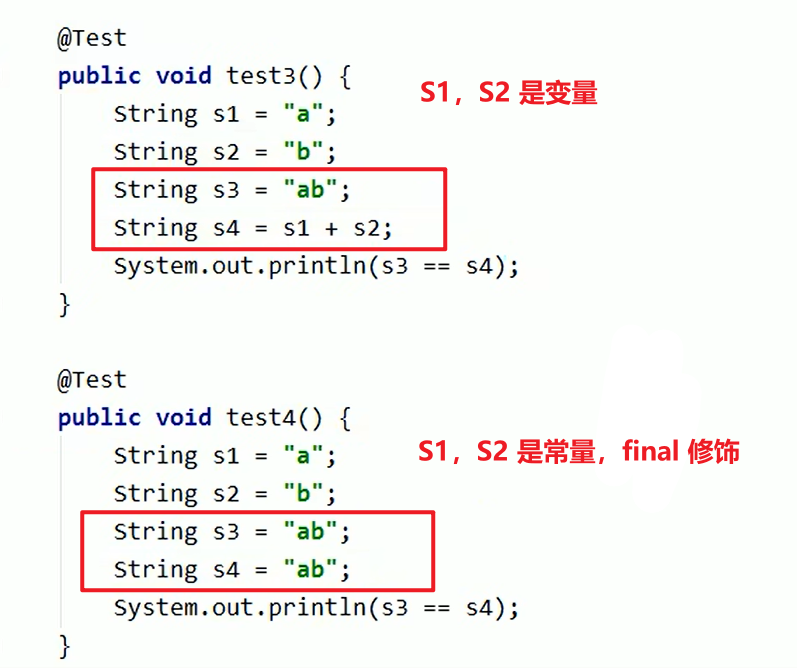 @Test
public void test3() {
S1，S2 是变量
String s1 = "a";
String s2 = "b";
String s3 = "ab";
String s4 = s1 + s2;
System.out.println(s3 == s4);
}
@Test
public void test4() {
S1，S2 是常量，final 修饰
String s1 = "a";
String s2 = "b";
String s3 = "ab";
String s4 = "ab";
System.out.println(s3 == s4);
}